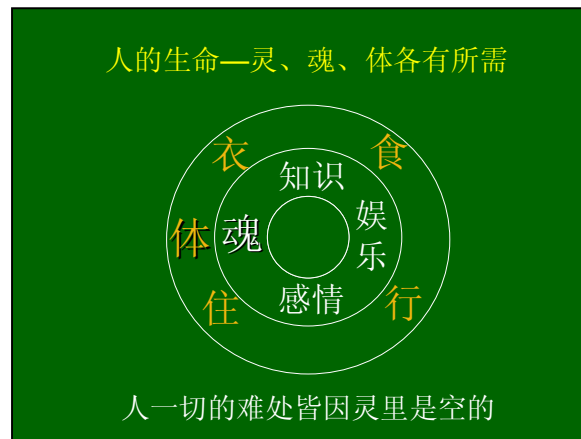 人的生命—灵、魂、体各有所需
衣
食
知识
体
魂
娱
乐
住
感情
行
人一切的难处皆因灵里是空的